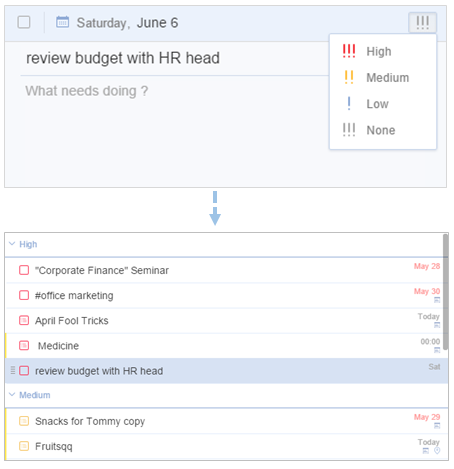 Saturday, June 6
review budget with HR head
What needs doing ?
High
Medium
Low
None
High
"Corporate Finance" Seminar May 28
#office marketing May 30
April Fool Tricks Today
Medicine 00:00
review budget with HR head Sat
Medium
Snacks for Tommy copy May 29
Fruitsqq Today